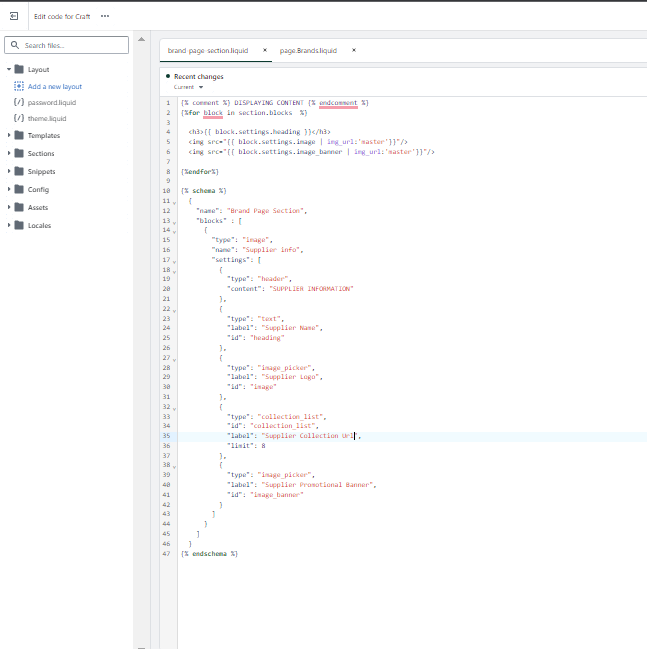 Edit code for Craft ···
Search files...
Layout
Add a new layout
{/} password.liquid
{/} theme.liquid
Templates
Sections
Snippets
Config
Assets
Locales
brand-page-section.liquid × page.Brands.liquid ×
Recent changes
Current
1 {% comment %} DISPLAYING CONTENT {% endcomment %}
2 {%for block in section.blocks %}
3
4 <h3>{{ block.settings.heading }}</h3>
5 <img src="{{ block.settings.image | img_url:'master'}}"/>
6 <img src="{{ block.settings.image_banner | img_url:'master'}}"/>
7
8 {%endfor%}
9
10 {% schema %}
11 {
12 "name": "Brand Page Section",
13 "blocks" : [
14 {
15 "type": "image",
16 "name": "Supplier info",
17 "settings": [
18 {
19 "type": "header",
20 "content": "SUPPLIER INFORMATION"
21 },
22 {
23 "type": "text",
24 "label": "Supplier Name",
25 "id": "heading"
26 },
27 {
28 "type": "image_picker",
29 "label": "Supplier Logo",
30 "id": "image"
31 },
32 {
33 "type": "collection_list",
34 "id": "collection_list",
35 "label": "Supplier Collection Url",
36 "limit": 8
37 },
38 {
39 "type": "image_picker",
40 "label": "Supplier Promotional Banner",
41 "id": "image_banner"
42 }
43 ]
44 }
45 ]
46 }
47 {% endschema %}